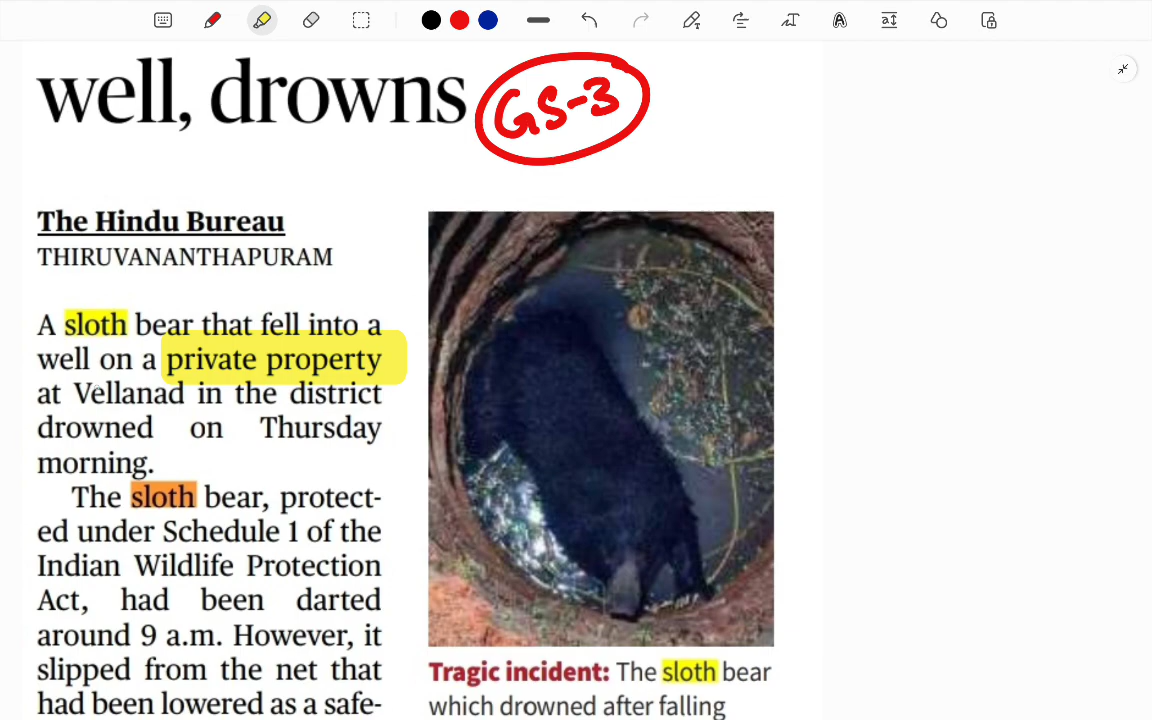 well, drowns
GS-3
The Hindu Bureau
THIRUVANANTHAPURAM
A sloth bear that fell into a
well on a private property
at Vellanad in the district
drowned on Thursday
morning.
The sloth bear, protect-
ed under Schedule 1 of the
Indian Wildlife Protection
Act, had been darted
around 9 a.m. However, it
slipped from the net that
had been lowered as a safe-
Tragic incident: The sloth bear
which drowned after falling